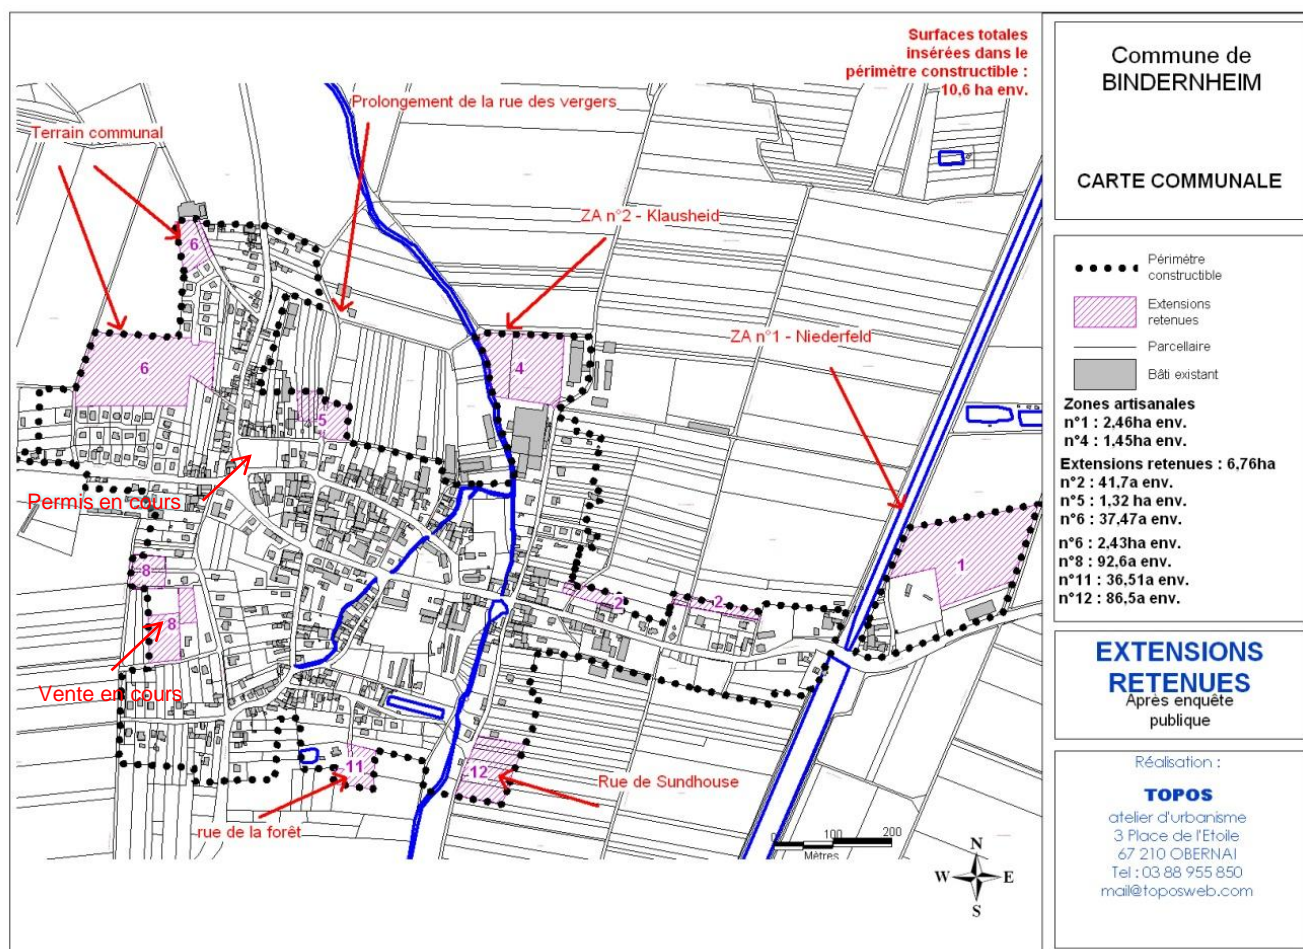 Surfaces totales
insérées dans le
périmètre constructible :
10,6 ha env.
Prolongement de la rue des vergers
Terrain communal
ZA n°2 - Klausheid
ZA n°1 - Niederfeld
6
6
4
5
Permis en cours
1
8
2
2
8
Vente en cours
11
12
Rue de Sundhouse
rue de la forêt
0 100 200
Mètres
N
W E
S
Commune de
BINDERNHEIM
CARTE COMMUNALE
Périmètre
constructible
Extensions
retenues
Parcellaire
Bâti existant
Zones artisanales
n°1 : 2,46ha env.
n°4 : 1,45ha env.
Extensions retenues : 6,76ha
n°2 : 41,7a env.
n°5 : 1,32 ha env.
n°6 : 37,47a env.
n°6 : 2,43ha env.
n°8 : 92,6a env.
n°11 : 36,51a env.
n°12 : 86,5a env.
EXTENSIONS
RETENUES
Après enquête
publique
Réalisation :
TOPOS
atelier d'urbanisme
3 Place de l'Etoile
67 210 OBERNAI
Tel : 03 88 955 850
mail@toposweb.com